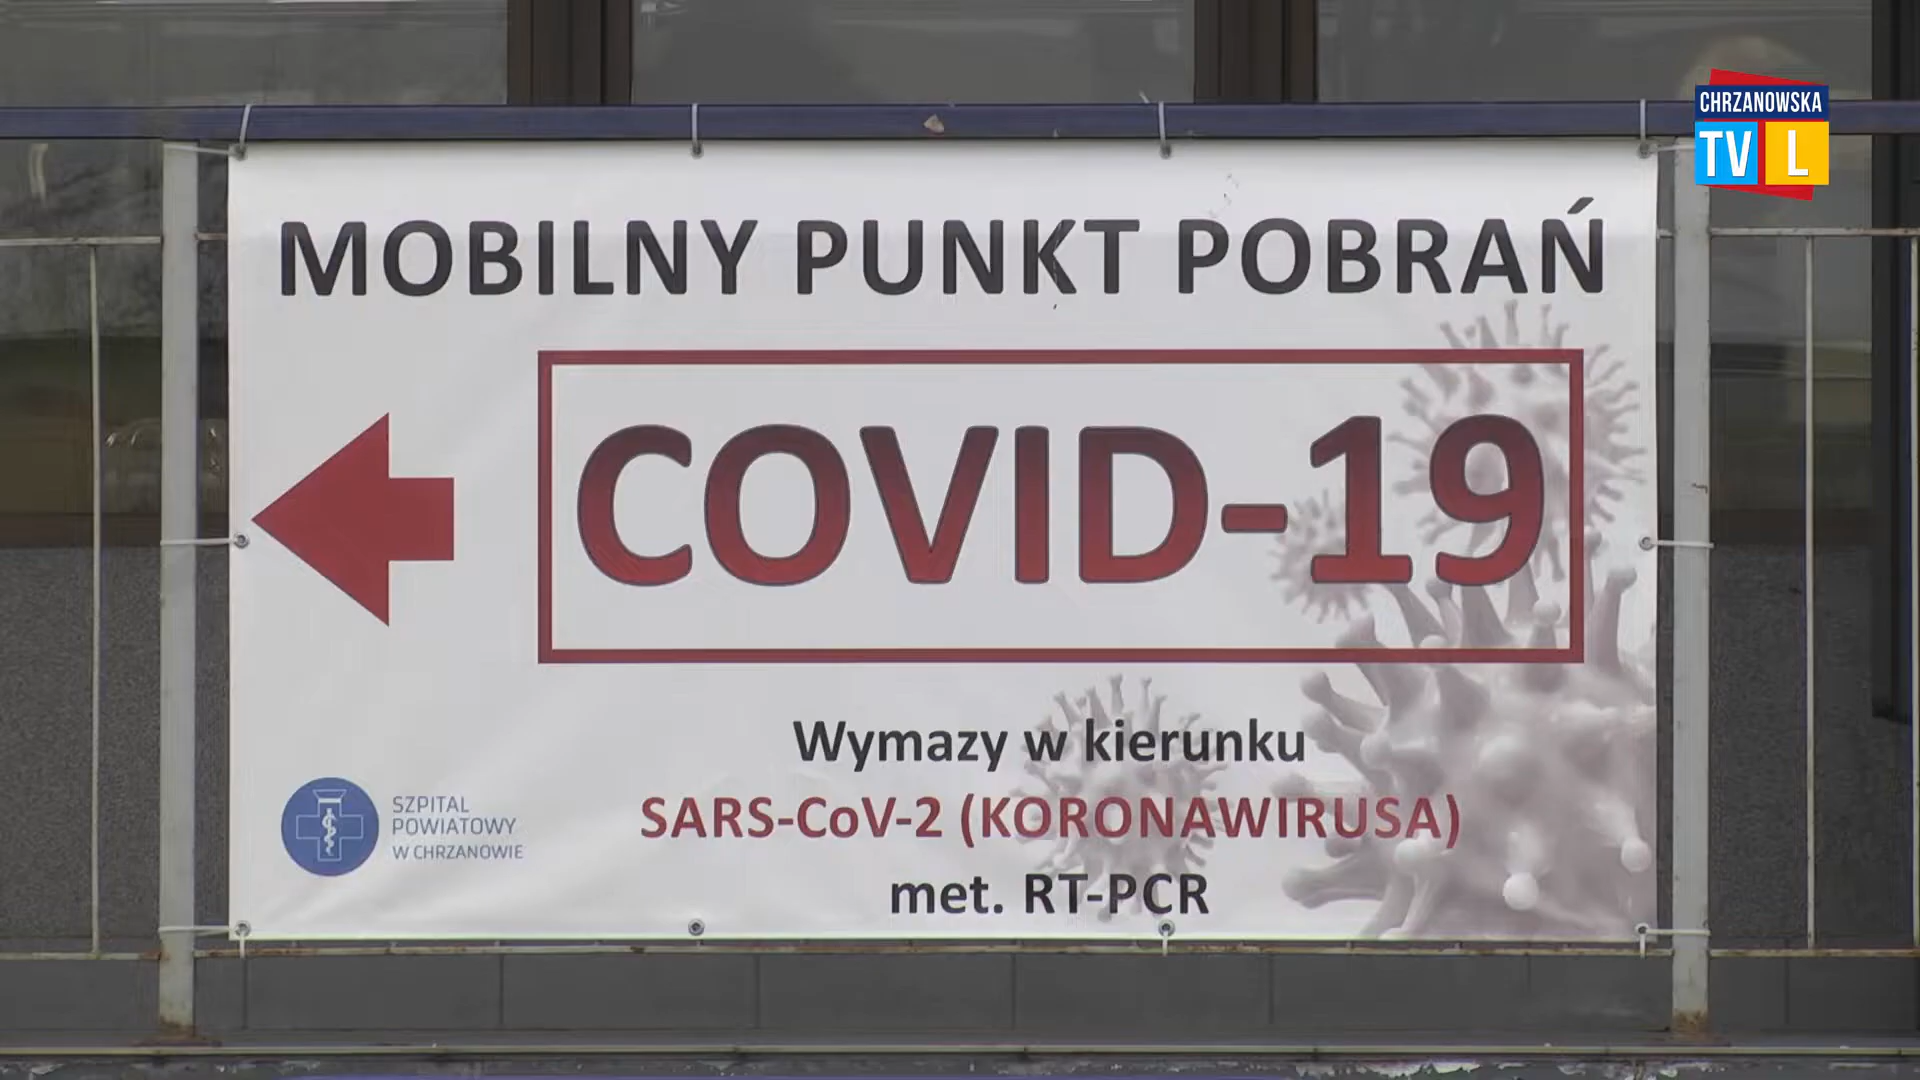 CHRZANOWSKA
TV L
MOBILNY PUNKT POBRAŃ
COVID-19
Wymazy w kierunku
SARS-CoV-2 (KORONAWIRUSA)
met. RT-PCR
SZPITAL
POWIATOWY
W CHRZANOWIE